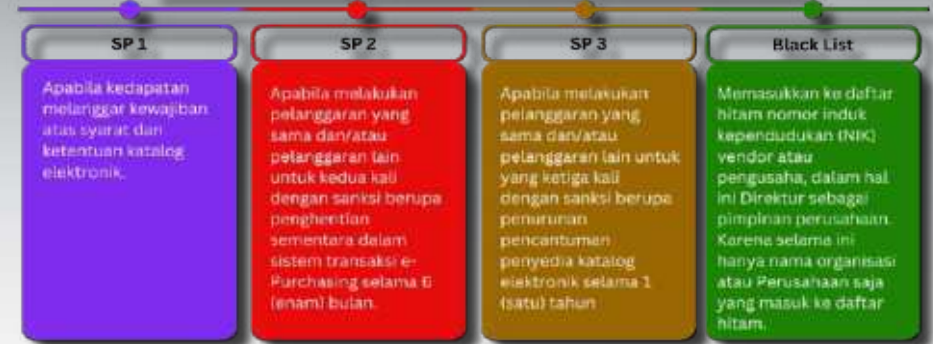 SP 1
Apabila kedapatan
melanggar kewajiban
atas syarat dan
ketentuan katalog
elektronik.
SP 2
Apabila melakukan
pelanggaran yang
sama dan/atau
pelanggaran lain
untuk kedua kali
dengan sanksi berupa
penghentian
sementara dalam
sistem transaksi e-
Purchasing selama 6
(enam) bulan.
SP 3
Apabila melakukan
pelanggaran yang
sama dan/atau
pelanggaran lain untuk
yang ketiga kali
dengan sanksi berupa
penurunan
pencantuman
penyedia katalog
elektronik selama 1
(satu) tahun
Black List
Memasukkan ke daftar
hitam nomor induk
kependudukan (NIK)
vendor atau
pengusaha, dalam hal
ini Direktur sebagai
pimpinan perusahaan.
Karena selama ini
hanya nama organisasi
atau Perusahaan saja
yang masuk ke daftar
hitam.